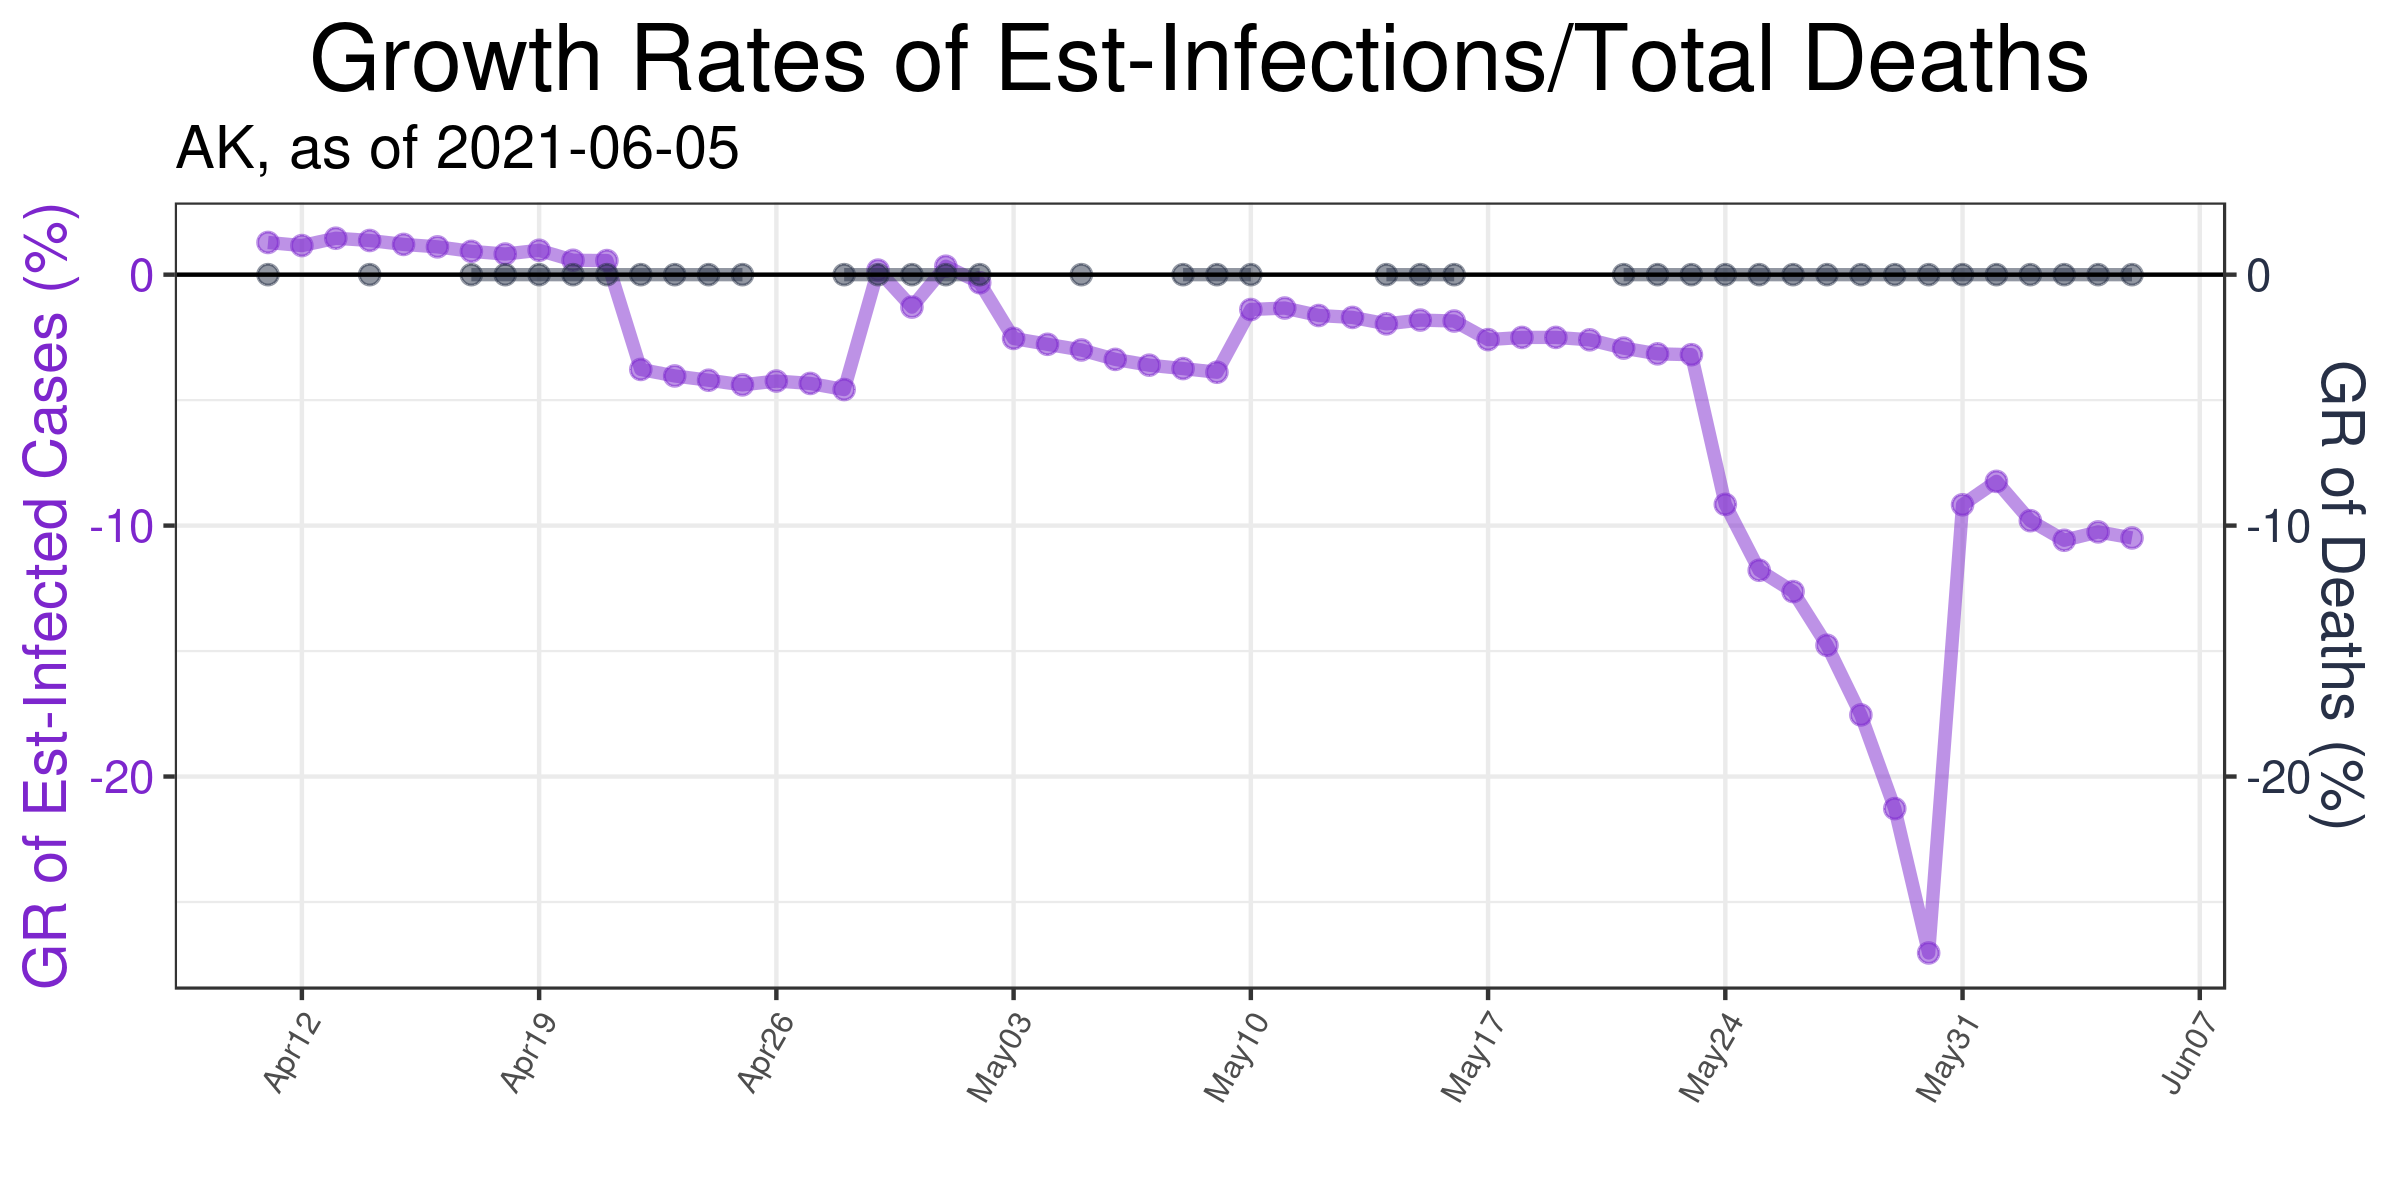 Growth Rates of Est-Infections/Total Deaths
AK, as of 2021-06-05
GR of Est-Infected Cases (%)
0
-10
-20
0
-10
-20
GR of Deaths (%)
Apr12
Apr19
Apr26
May03
May10
May17
May24
May31
Jun07